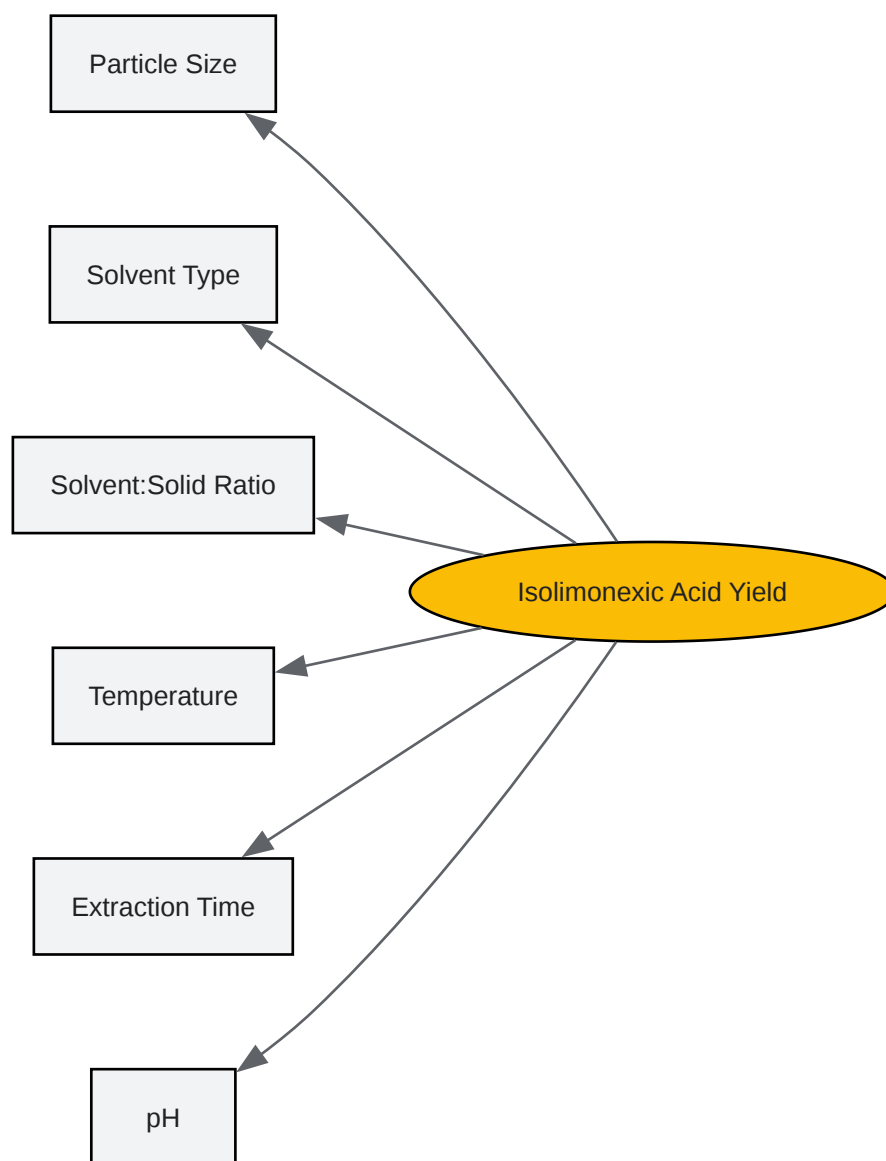 Particle Size
Solvent Type
Solvent:Solid Ratio
Isolimonexic Acid Yield
Temperature
Extraction Time
pH